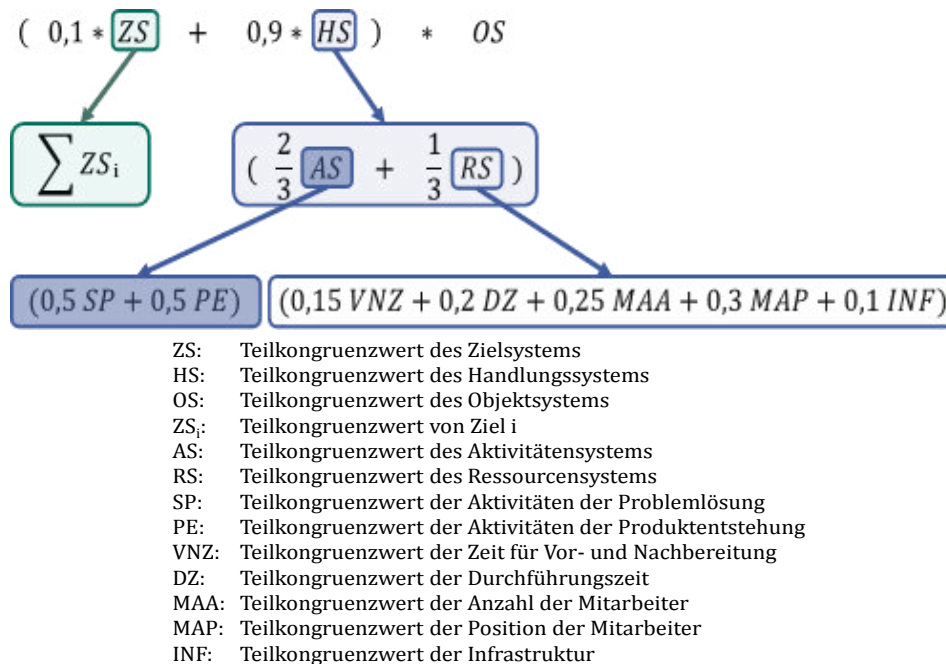 ( 0,1 * ZS + 0,9 * HS ) * OS
∑ ZSi
( 2/3 AS + 1/3 RS )
(0,5 SP + 0,5 PE)
(0,15 VNZ + 0,2 DZ + 0,25 MAA + 0,3 MAP + 0,1 INF)
ZS: Teilkongruenzwert des Zielsystems
HS: Teilkongruenzwert des Handlungssystems
OS: Teilkongruenzwert des Objektsystems
ZSi: Teilkongruenzwert von Ziel i
AS: Teilkongruenzwert des Aktivitätensystems
RS: Teilkongruenzwert des Ressourcensystems
SP: Teilkongruenzwert der Aktivitäten der Problemlösung
PE: Teilkongruenzwert der Aktivitäten der Produktentstehung
VNZ: Teilkongruenzwert der Zeit für Vor- und Nachbereitung
DZ: Teilkongruenzwert der Durchführungszeit
MAA: Teilkongruenzwert der Anzahl der Mitarbeiter
MAP: Teilkongruenzwert der Position der Mitarbeiter
INF: Teilkongruenzwert der Infrastruktur